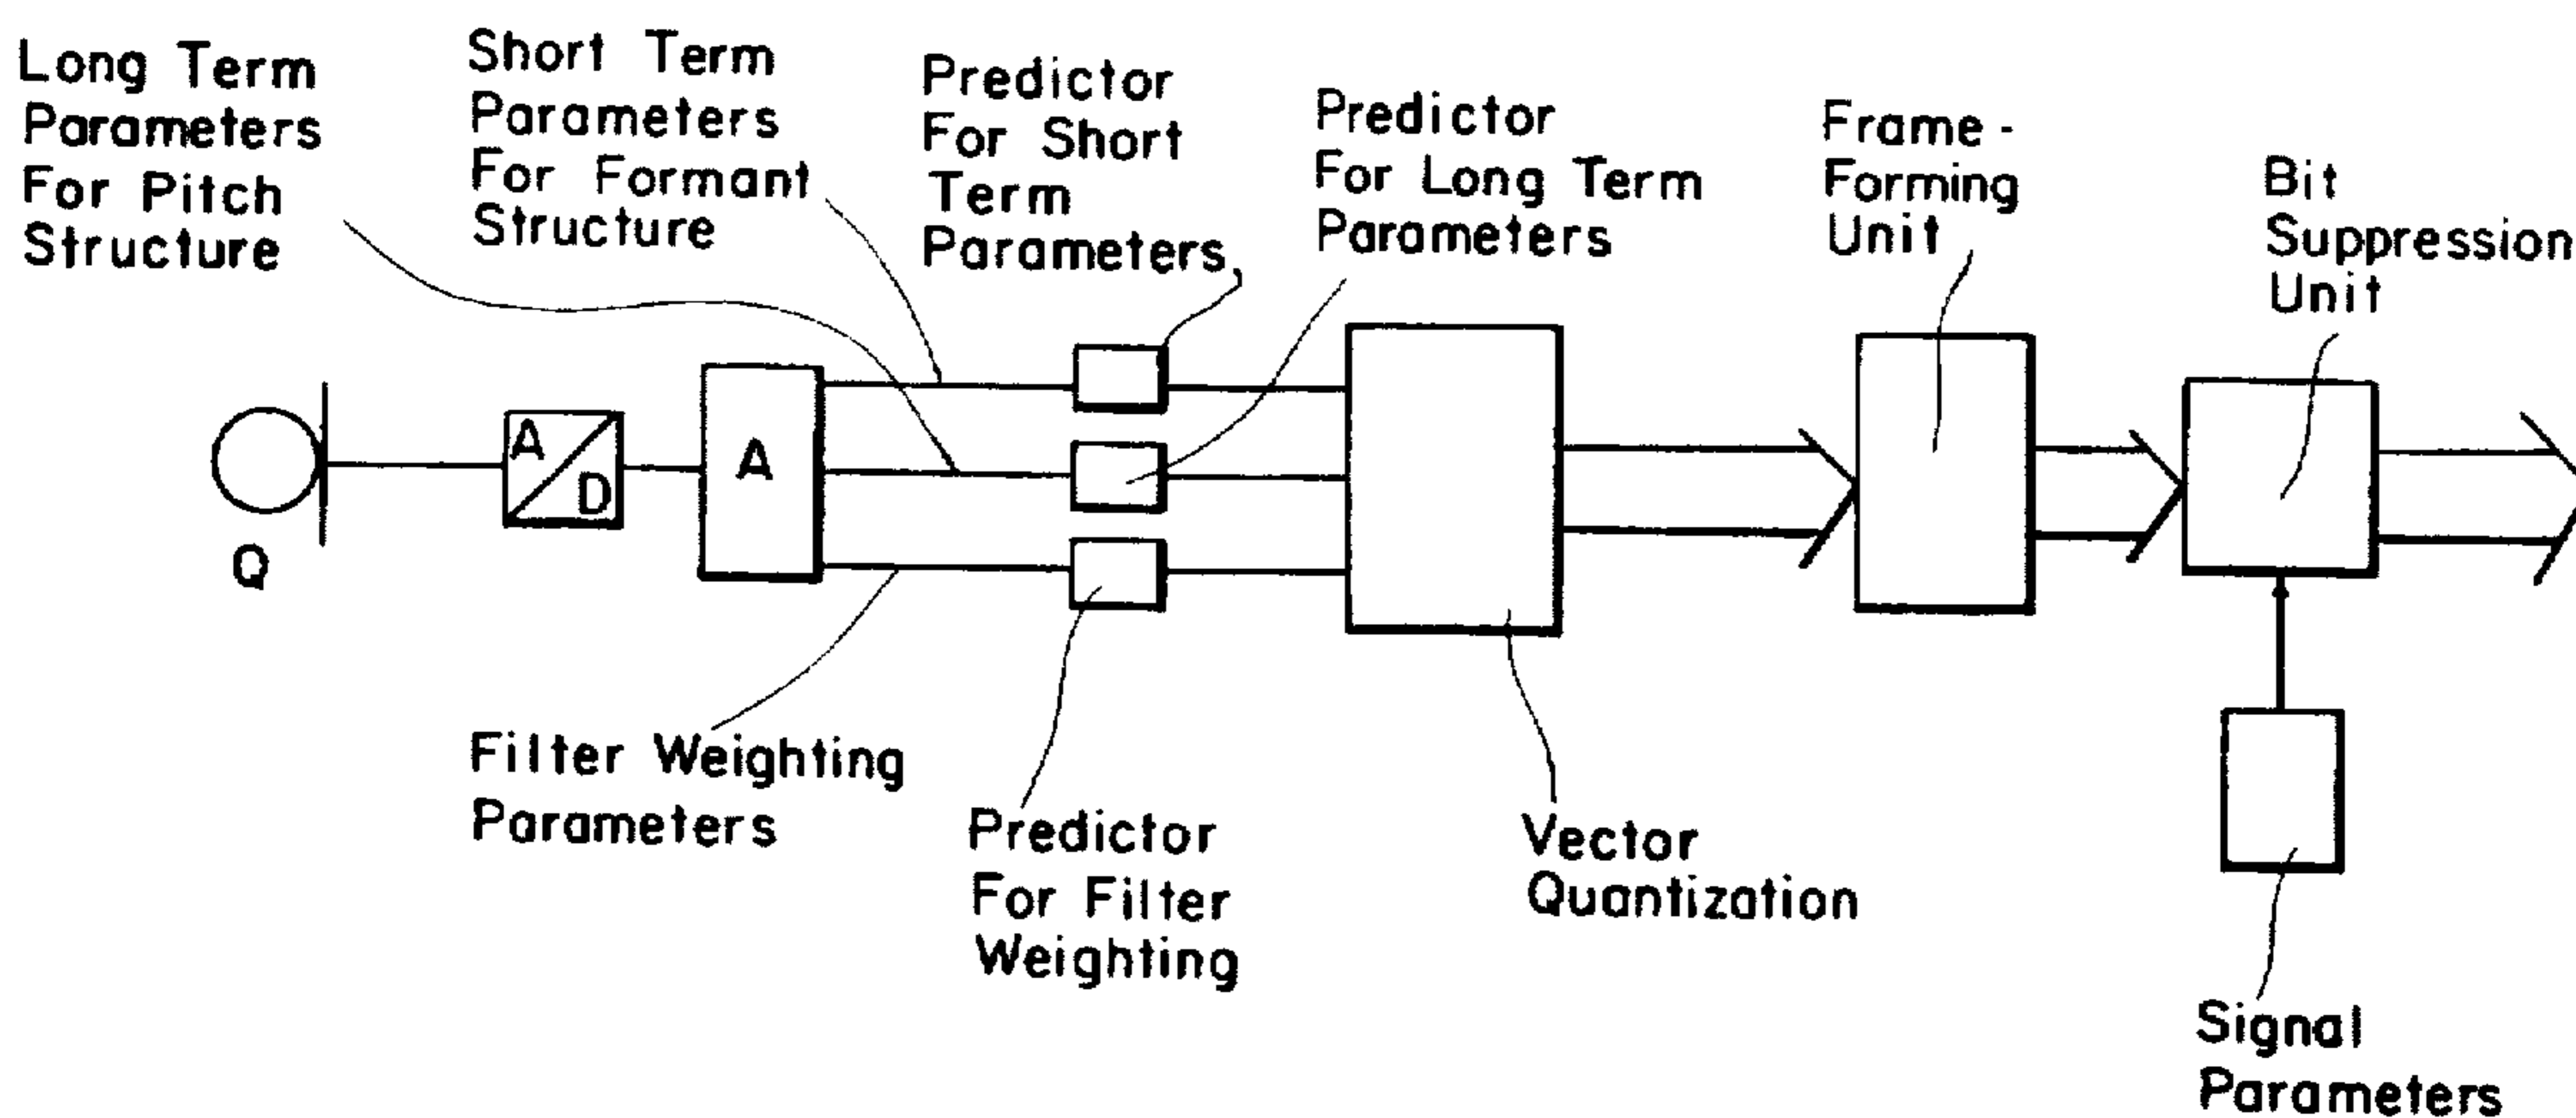 Long Term
Parameters
For Pitch
Structure
Short Term
Parameters
For Formant
Structure
Predictor
For Short
Term
Parameters
Predictor
For Long Term
Parameters
Frame-
Forming
Unit
Bit
Suppression
Unit
Q
A
D
A
Filter Weighting
Parameters
Predictor
For Filter
Weighting
Vector
Quantization
Signal
Parameters